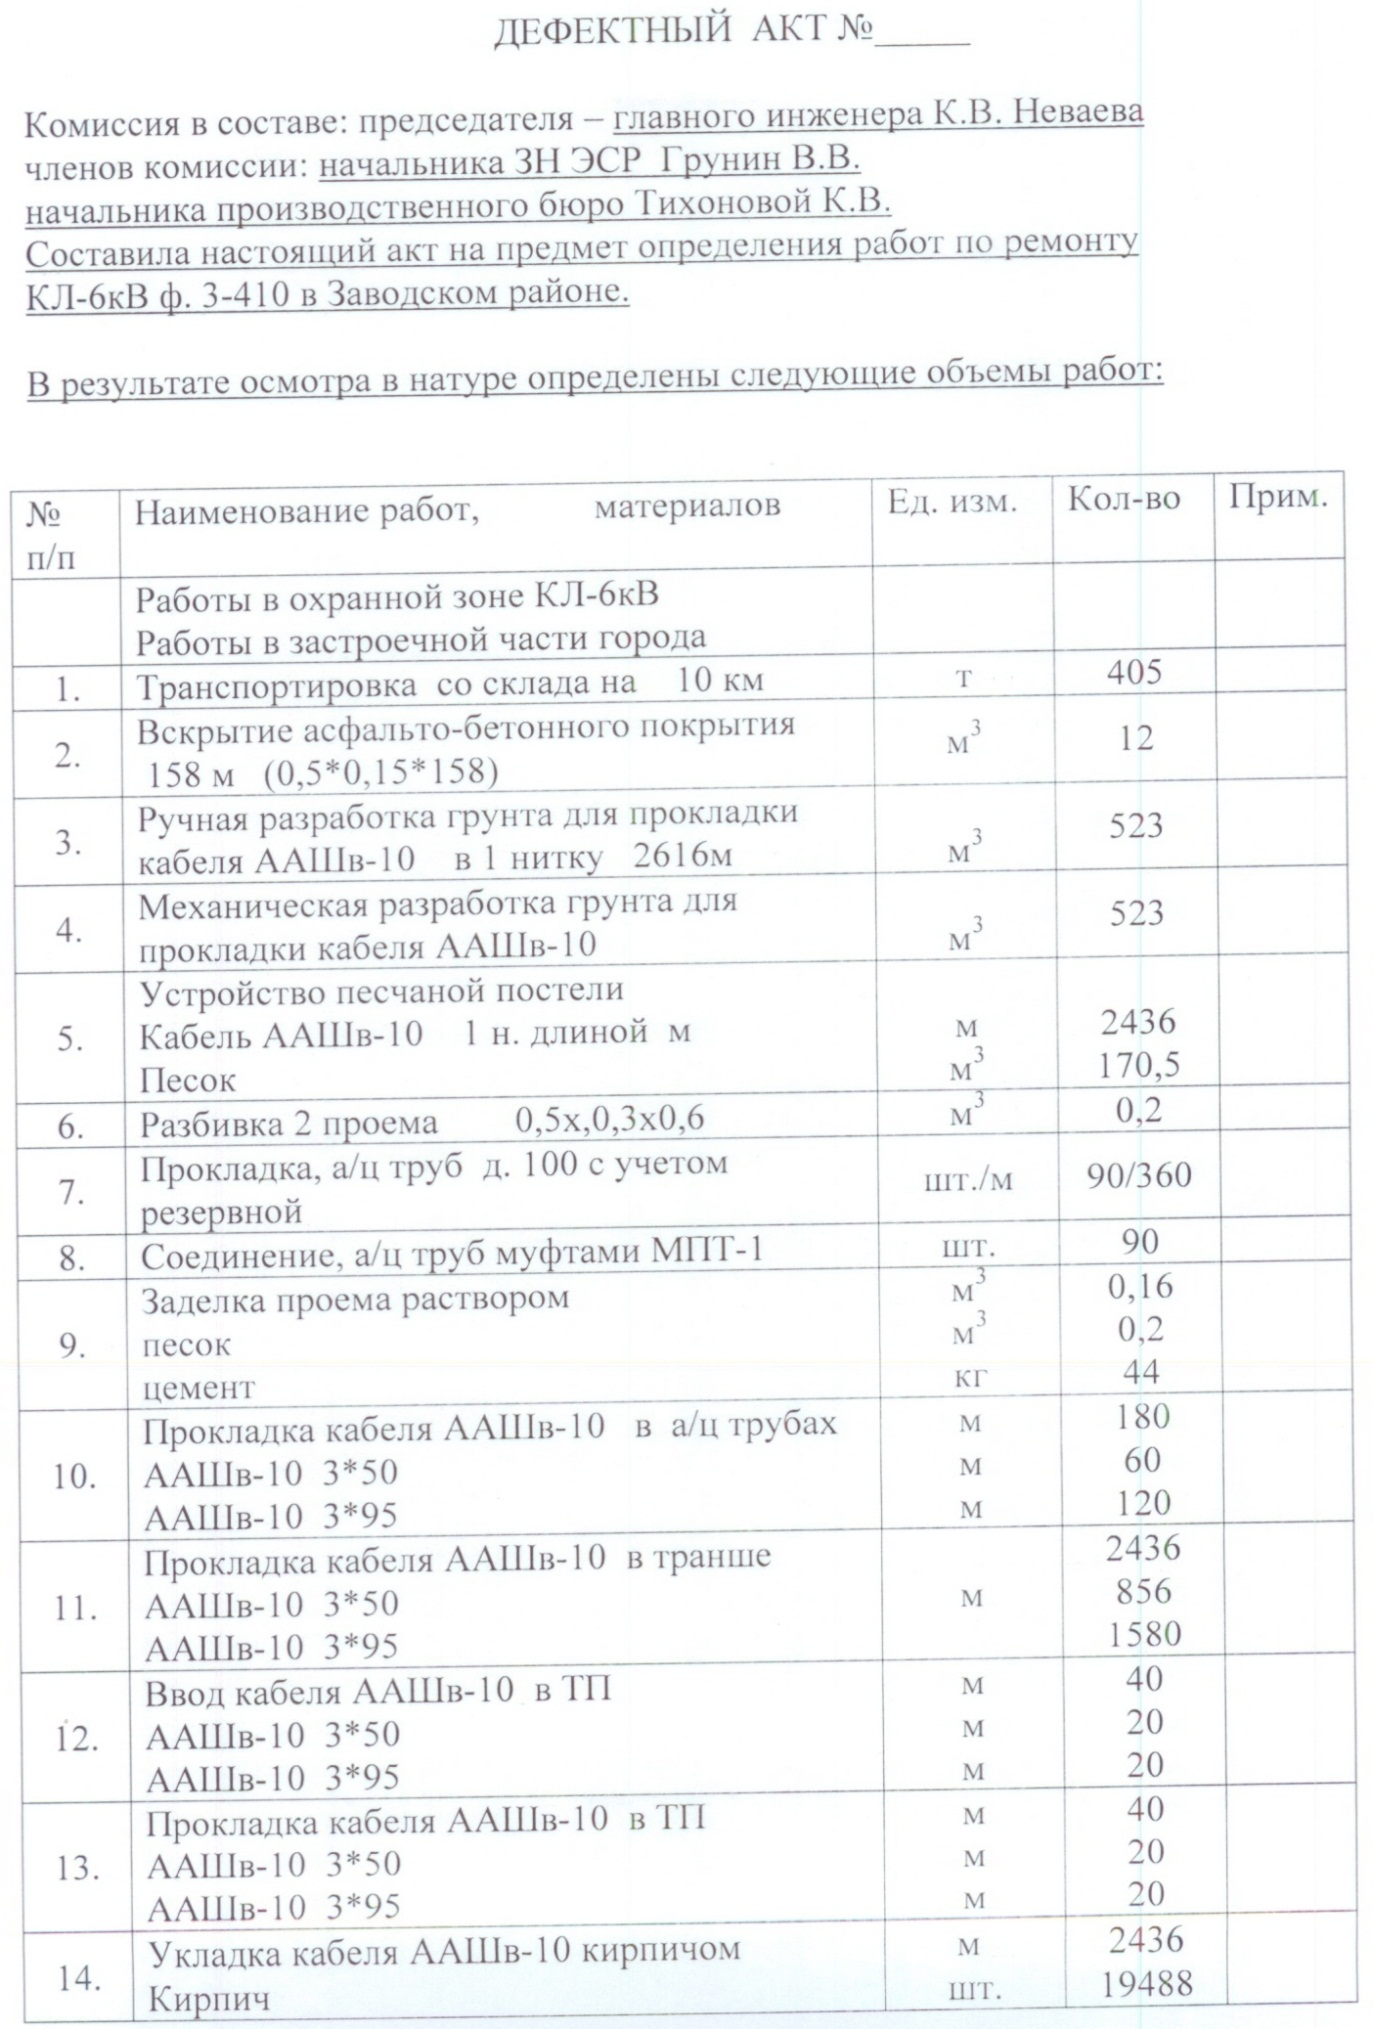 ДЕФЕКТНЫЙ АКТ №_____
Комиссия в составе: председателя – главного инженера К.В. Неваева
членов комиссии: начальника ЗН ЭСР Грунин В.В.
начальника производственного бюро Тихоновой К.В.
Составила настоящий акт на предмет определения работ по ремонту
КЛ-6кВ ф. 3-410 в Заводском районе.
В результате осмотра в натуре определены следующие объемы работ:
№ Наименование работ, материалов Ед. изм. Кол-во Прим.
п/п
Работы в охранной зоне КЛ-6кВ
Работы в застроечной части города
1. Транспортировка со склада на 10 км т 405
2. Вскрытие асфальто-бетонного покрытия м³ 12
158 м (0,5*0,15*158)
3. Ручная разработка грунта для прокладки 523
кабеля ААШв-10 в 1 нитку 2616м м³
4. Механическая разработка грунта для 523
прокладки кабеля ААШв-10 м³
5. Устройство песчаной постели
Кабель ААШв-10 1 н. длиной м м 2436
Песок м³ 170,5
6. Разбивка 2 проема 0,5х,0,3х0,6 м³ 0,2
7. Прокладка, а/ц труб д. 100 с учетом шт./м 90/360
резервной
8. Соединение, а/ц труб муфтами МПТ-1 шт. 90
9. Заделка проема раствором м³ 0,16
песок м³ 0,2
цемент кг 44
10. Прокладка кабеля ААШв-10 в а/ц трубах м 180
ААШв-10 3*50 м 60
ААШв-10 3*95 м 120
11. Прокладка кабеля ААШв-10 в транше 2436
ААШв-10 3*50 м 856
ААШв-10 3*95 1580
12. Ввод кабеля ААШв-10 в ТП м 40
ААШв-10 3*50 м 20
ААШв-10 3*95 м 20
13. Прокладка кабеля ААШв-10 в ТП м 40
ААШв-10 3*50 м 20
ААШв-10 3*95 м 20
14. Укладка кабеля ААШв-10 кирпичом м 2436
Кирпич шт. 19488